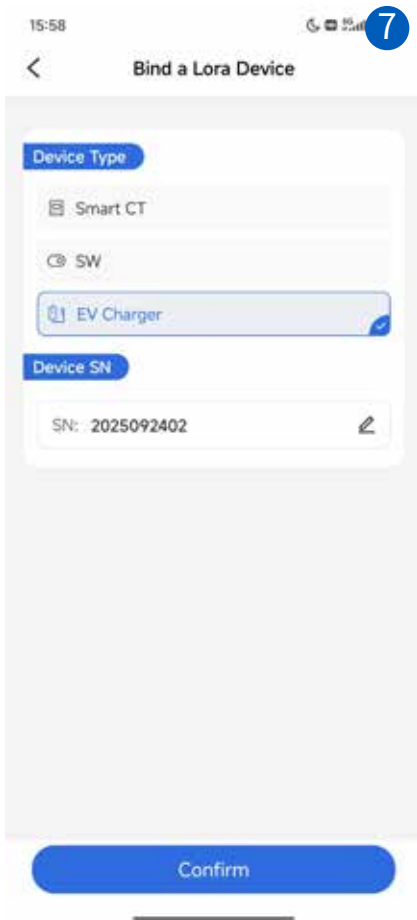 15:58
7
Bind a Lora Device
Device Type
Smart CT
SW
EV Charger
Device SN
SN: 2025092402
Confirm